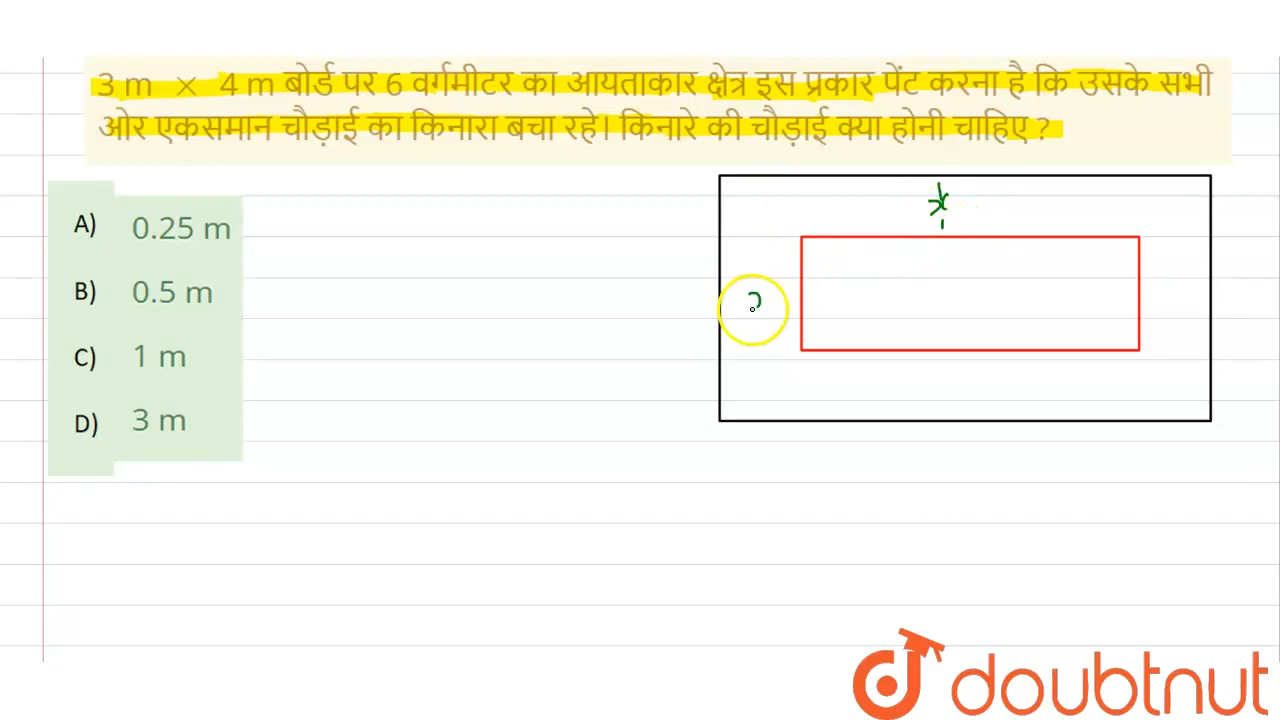 3 m × 4 m बोर्ड पर 6 वर्गमीटर का आयताकार क्षेत्र इस प्रकार पेंट करना है कि उसके सभी
ओर एकसमान चौड़ाई का किनारा बचा रहे। किनारे की चौड़ाई क्या होनी चाहिए ?
A) 0.25 m
B) 0.5 m
C) 1 m
D) 3 m
x
doubtnut